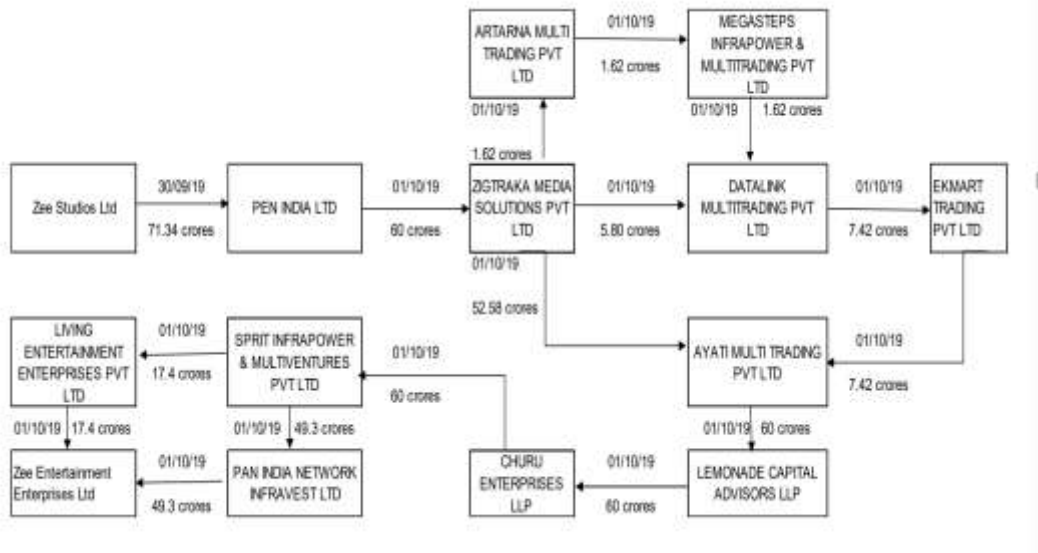 ARTARNA MULTI
TRADING PVT
LTD
01/10/19
1.62 crores
MEGASTEPS
INFRAPOWER &
MULTITRADING PVT
LTD
01/10/19
1.62 crores
01/10/19
1.62 crores
Zee Studios Ltd
30/09/19
71.34 crores
PEN INDIA LTD
01/10/19
60 crores
ZIGTRAKA MEDIA
SOLUTIONS PVT
LTD
01/10/19
5.80 crores
DATALINK
MULTITRADING PVT
LTD
01/10/19
7.42 crores
EKMART
TRADING
PVT LTD
01/10/19
52.58 crores
LIVING
ENTERTAINMENT
ENTERPRISES PVT
LTD
01/10/19
17.4 crores
SPRIT INFRAPOWER
& MULTIVENTURES
PVT LTD
01/10/19
60 crores
AYATI MULTI TRADING
PVT LTD
01/10/19
7.42 crores
01/10/19 17.4 crores
01/10/19 49.3 crores
01/10/19 60 crores
Zee Entertainment
Enterprises Ltd
01/10/19
49.3 crores
PAN INDIA NETWORK
INFRAVEST LTD
CHURU
ENTERPRISES
LLP
01/10/19
60 crores
LEMONADE CAPITAL
ADVISORS LLP